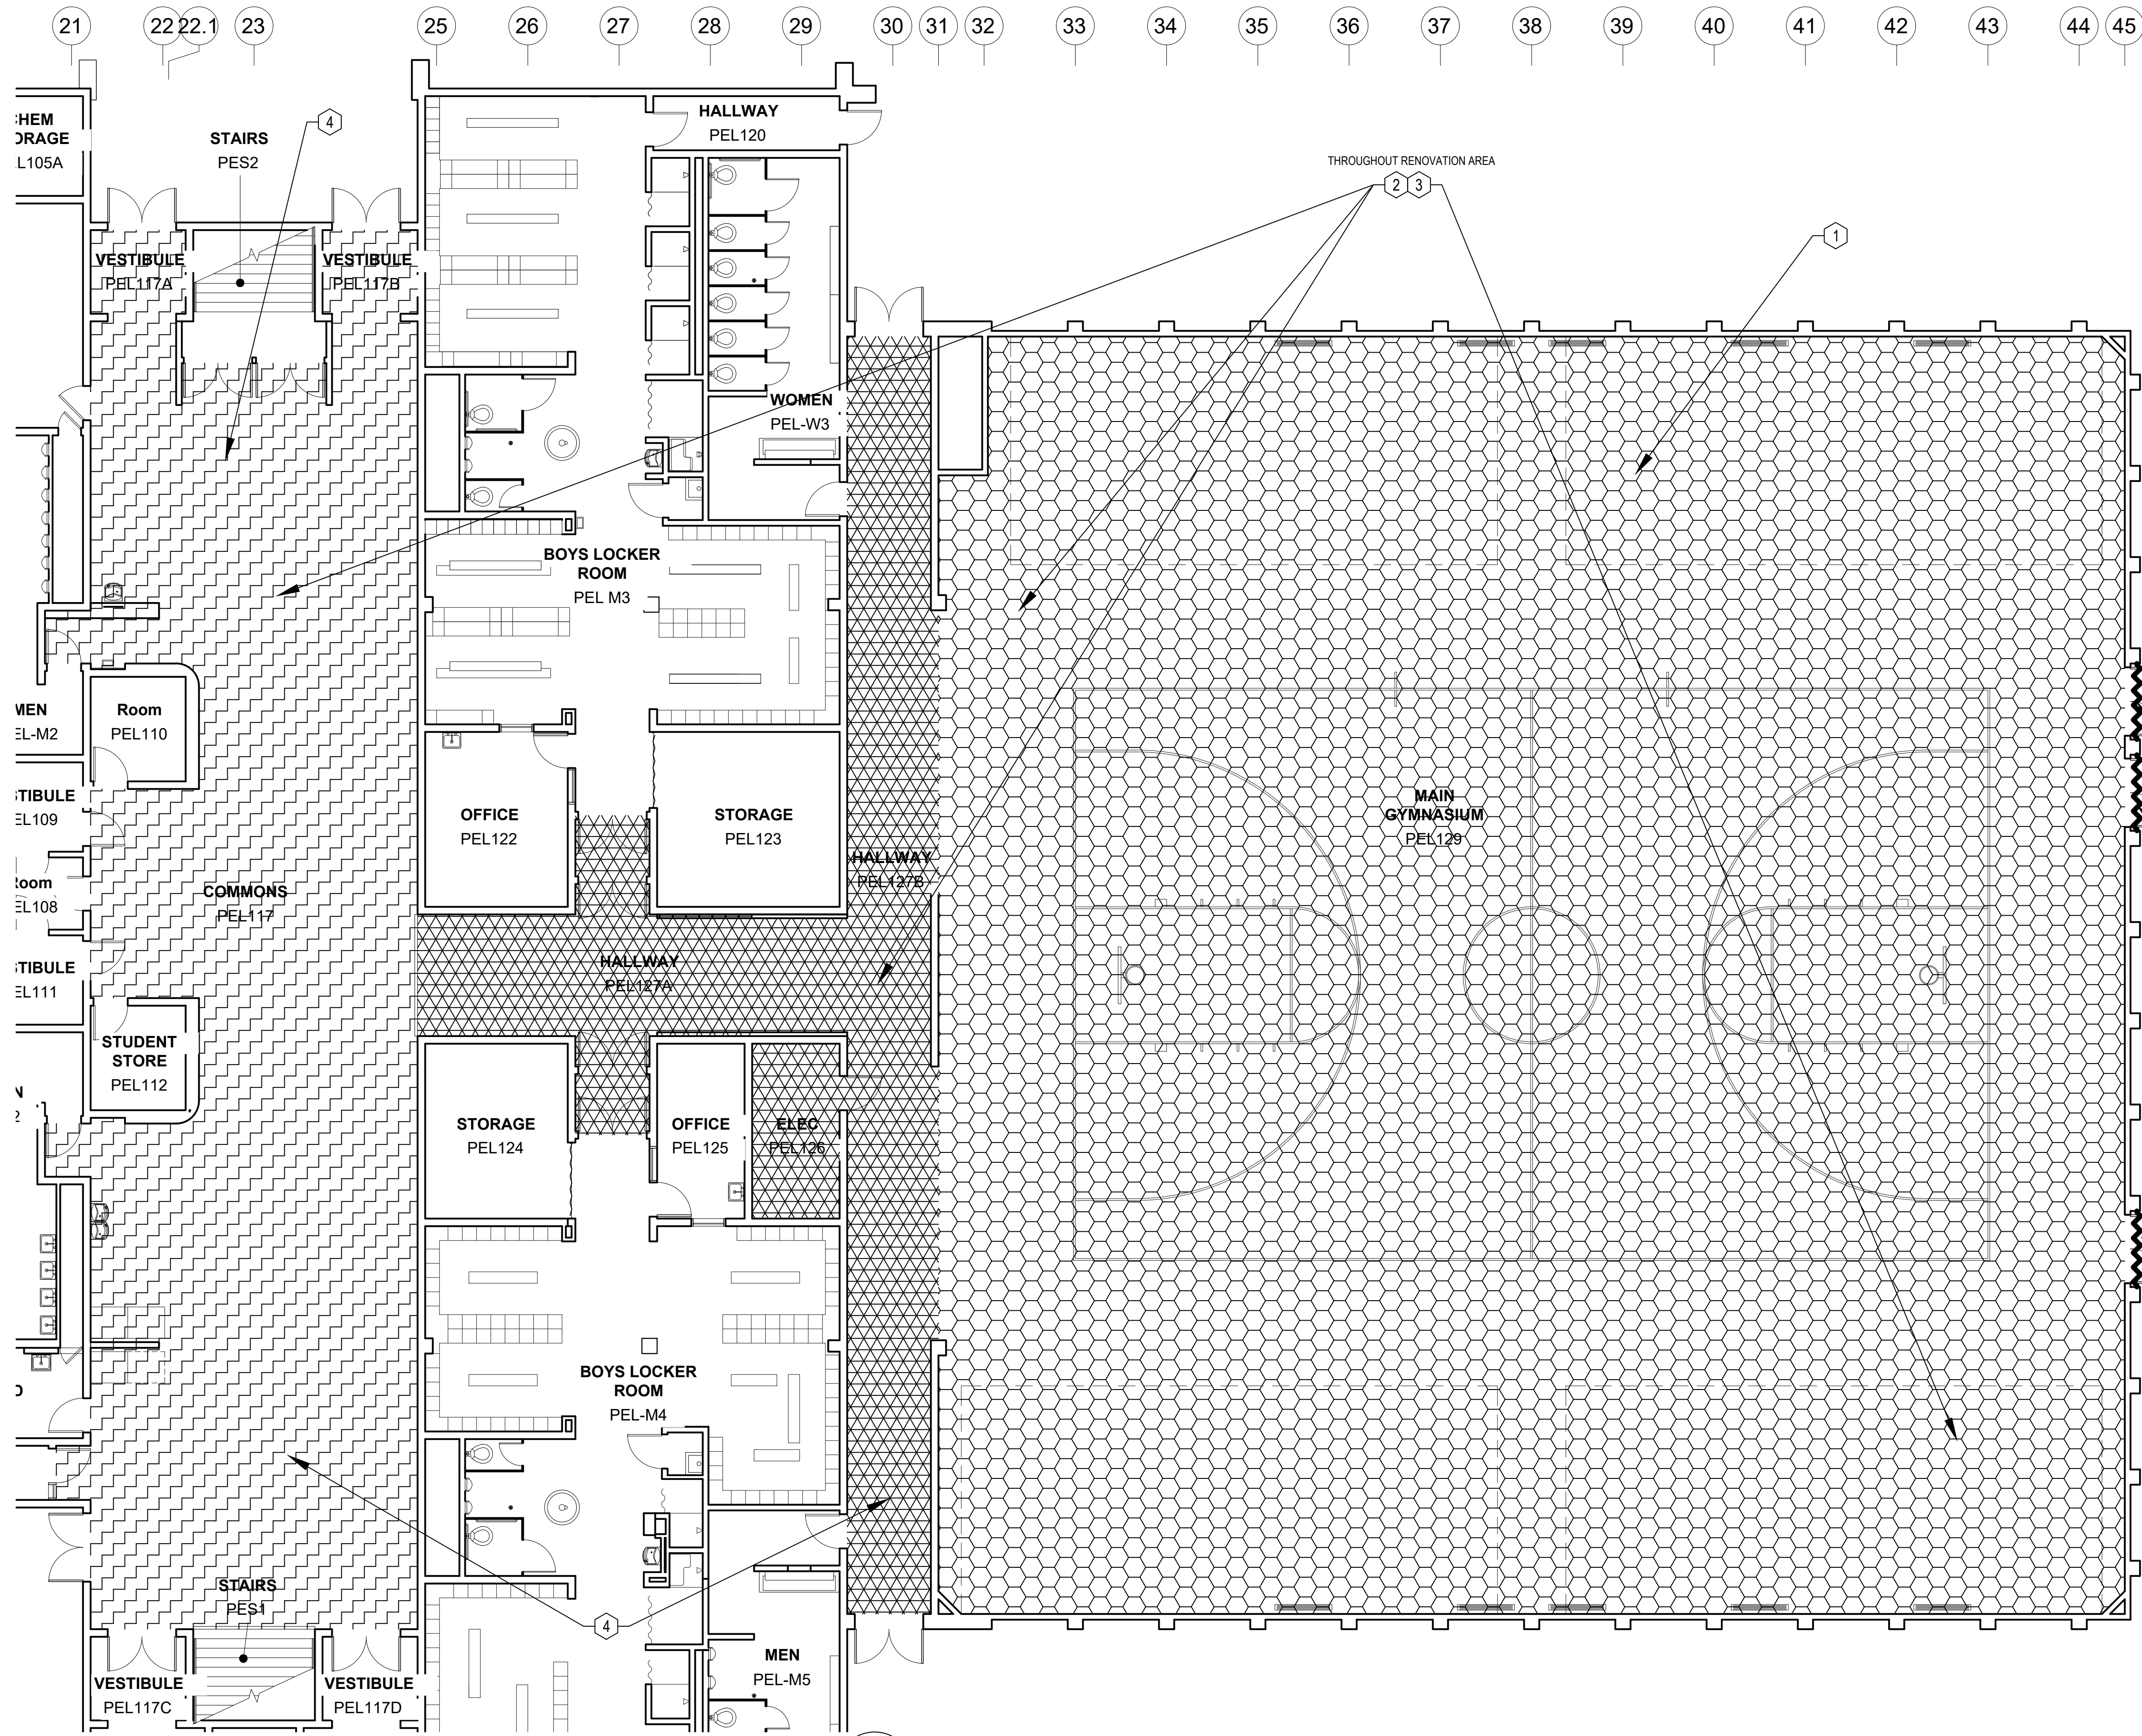 21
22
22.1
23
25
26
27
28
29
30
31
32
33
34
35
36
37
38
39
40
41
42
43
44
45
CHEM
ORAGE
L105A
STAIRS
PES2
4
HALLWAY
PEL120
THROUGHOUT RENOVATION AREA
2
3
1
VESTIBULE
PEL117A
VESTIBULE
PEL117B
WOMEN
PEL-W3
BOYS LOCKER
ROOM
PEL M3
MEN
EL-M2
Room
PEL110
STIBULE
EL109
OFFICE
PEL122
STORAGE
PEL123
MAIN
GYMNASIUM
PEL129
HALLWAY
PEL127B
Room
EL108
COMMONS
PEL117
STIBULE
EL111
HALLWAY
PEL127A
STUDENT
STORE
PEL112
N
2
STORAGE
PEL124
OFFICE
PEL125
ELEC
PEL126
BOYS LOCKER
ROOM
PEL-M4
STAIRS
PES1
4
VESTIBULE
PEL117C
VESTIBULE
PEL117D
MEN
PEL-M5